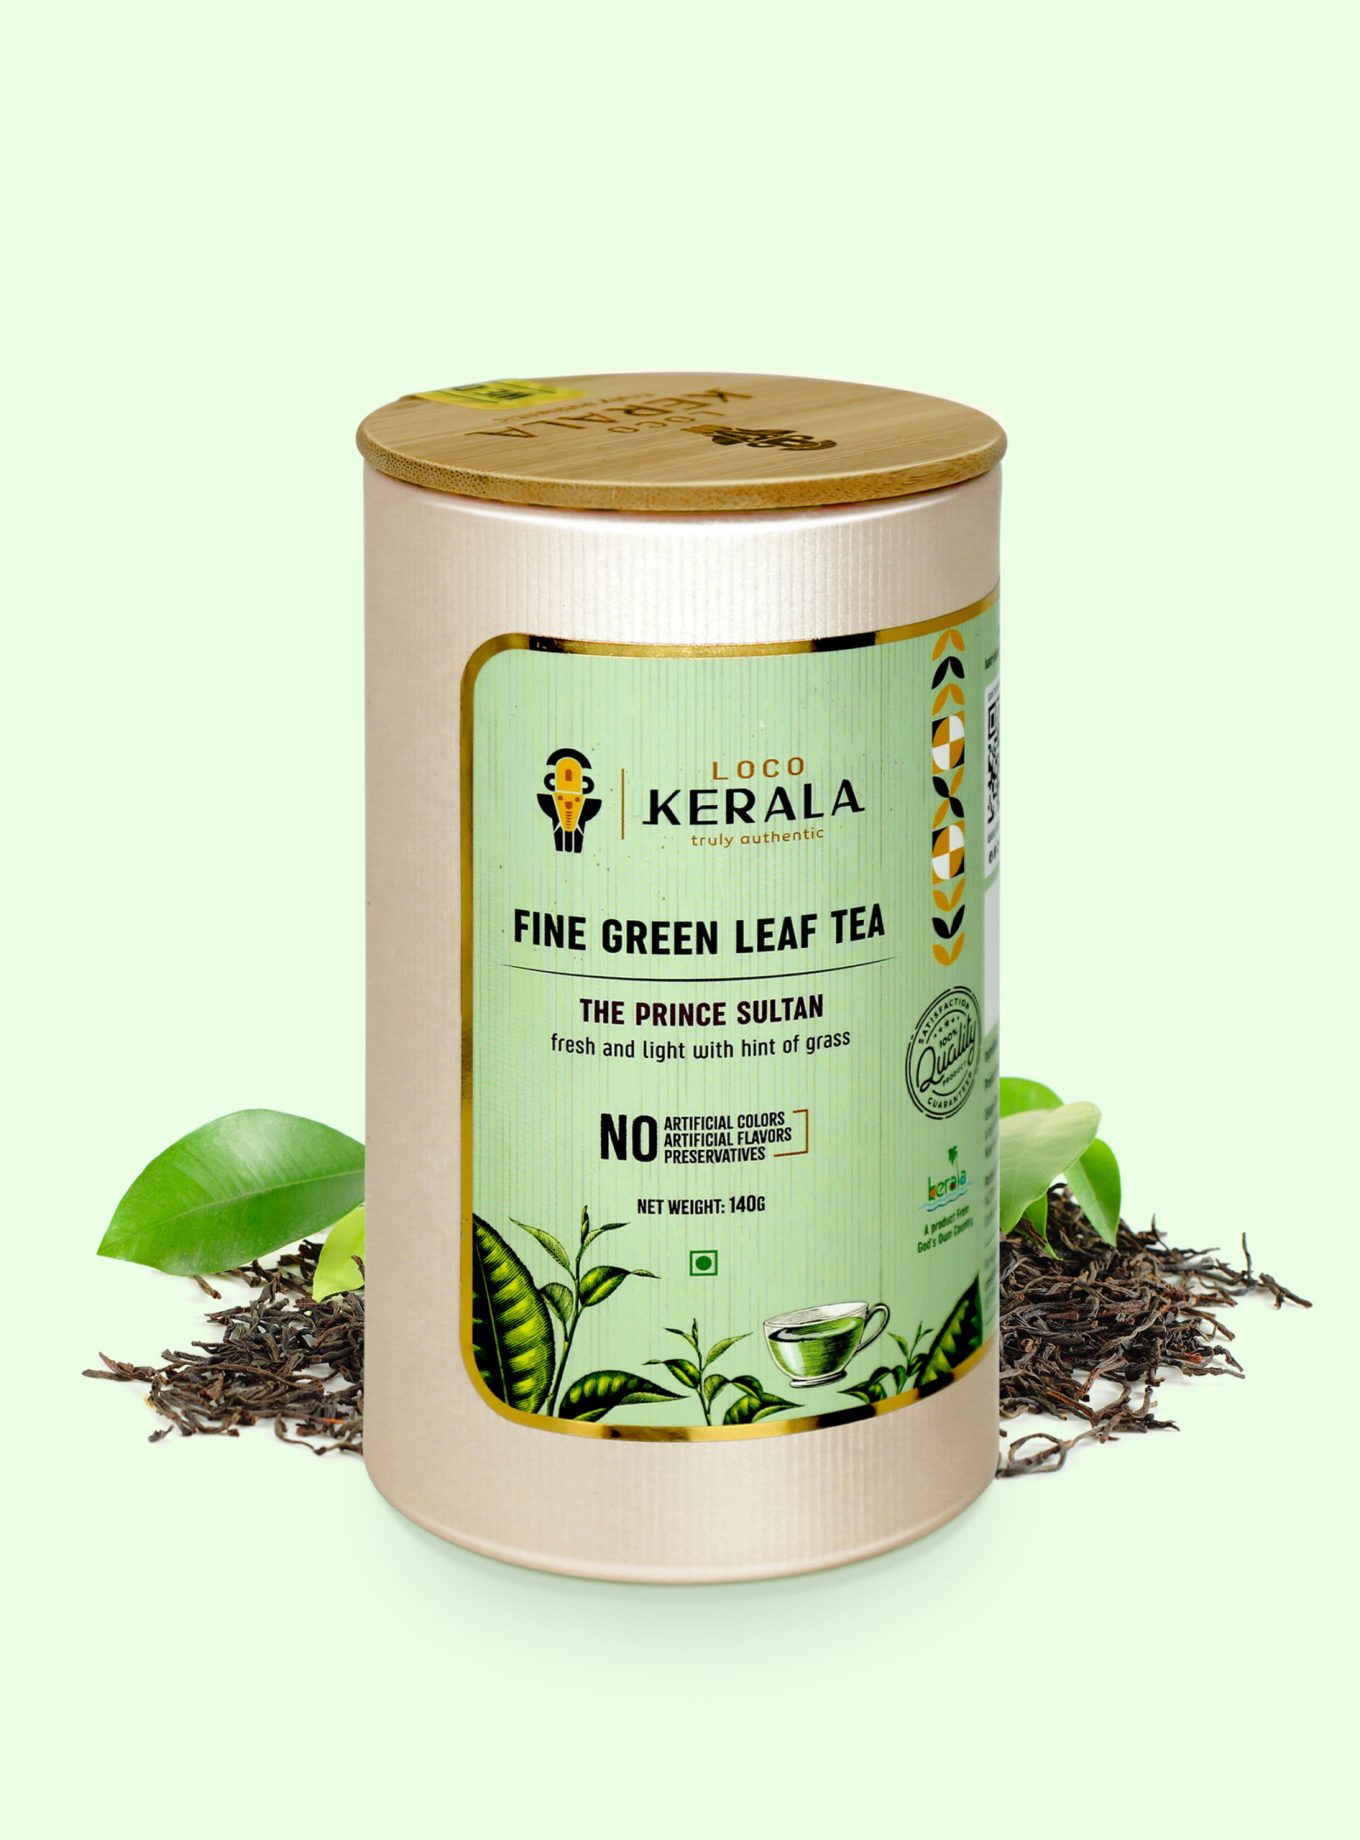 LOCO
KERALA
LOCO
KERALA
truly authentic
FINE GREEN LEAF TEA
THE PRINCE SULTAN
fresh and light with hint of grass
NO ARTIFICIAL COLORS
ARTIFICIAL FLAVORS
PRESERVATIVES
NET WEIGHT: 140G
SATISFACTION
100%
Quality
PRODUCT
GUARANTEE
kerala
A product From
God's Own Country